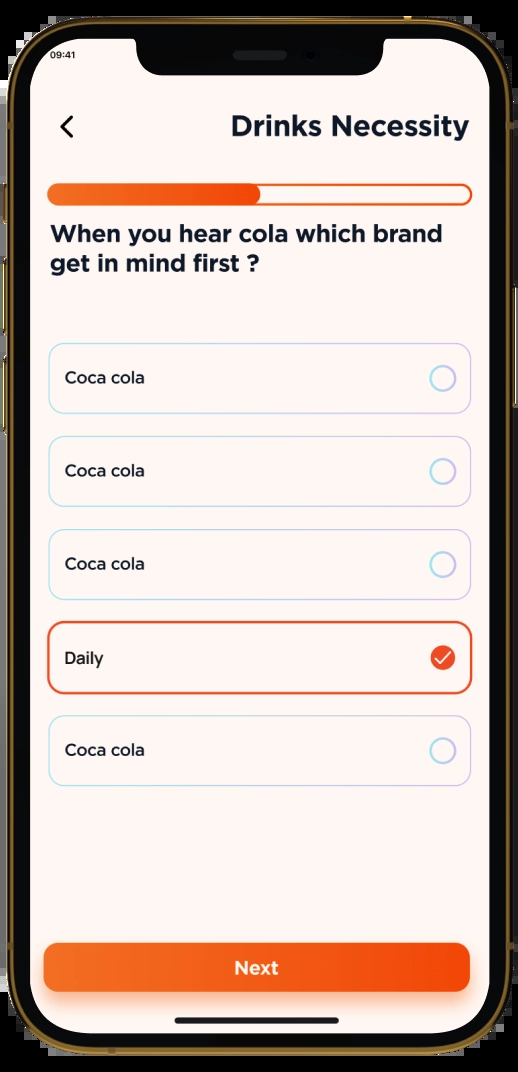 09:41
Drinks Necessity
When you hear cola which brand
get in mind first ?
Coca cola
Coca cola
Coca cola
Daily
Coca cola
Next